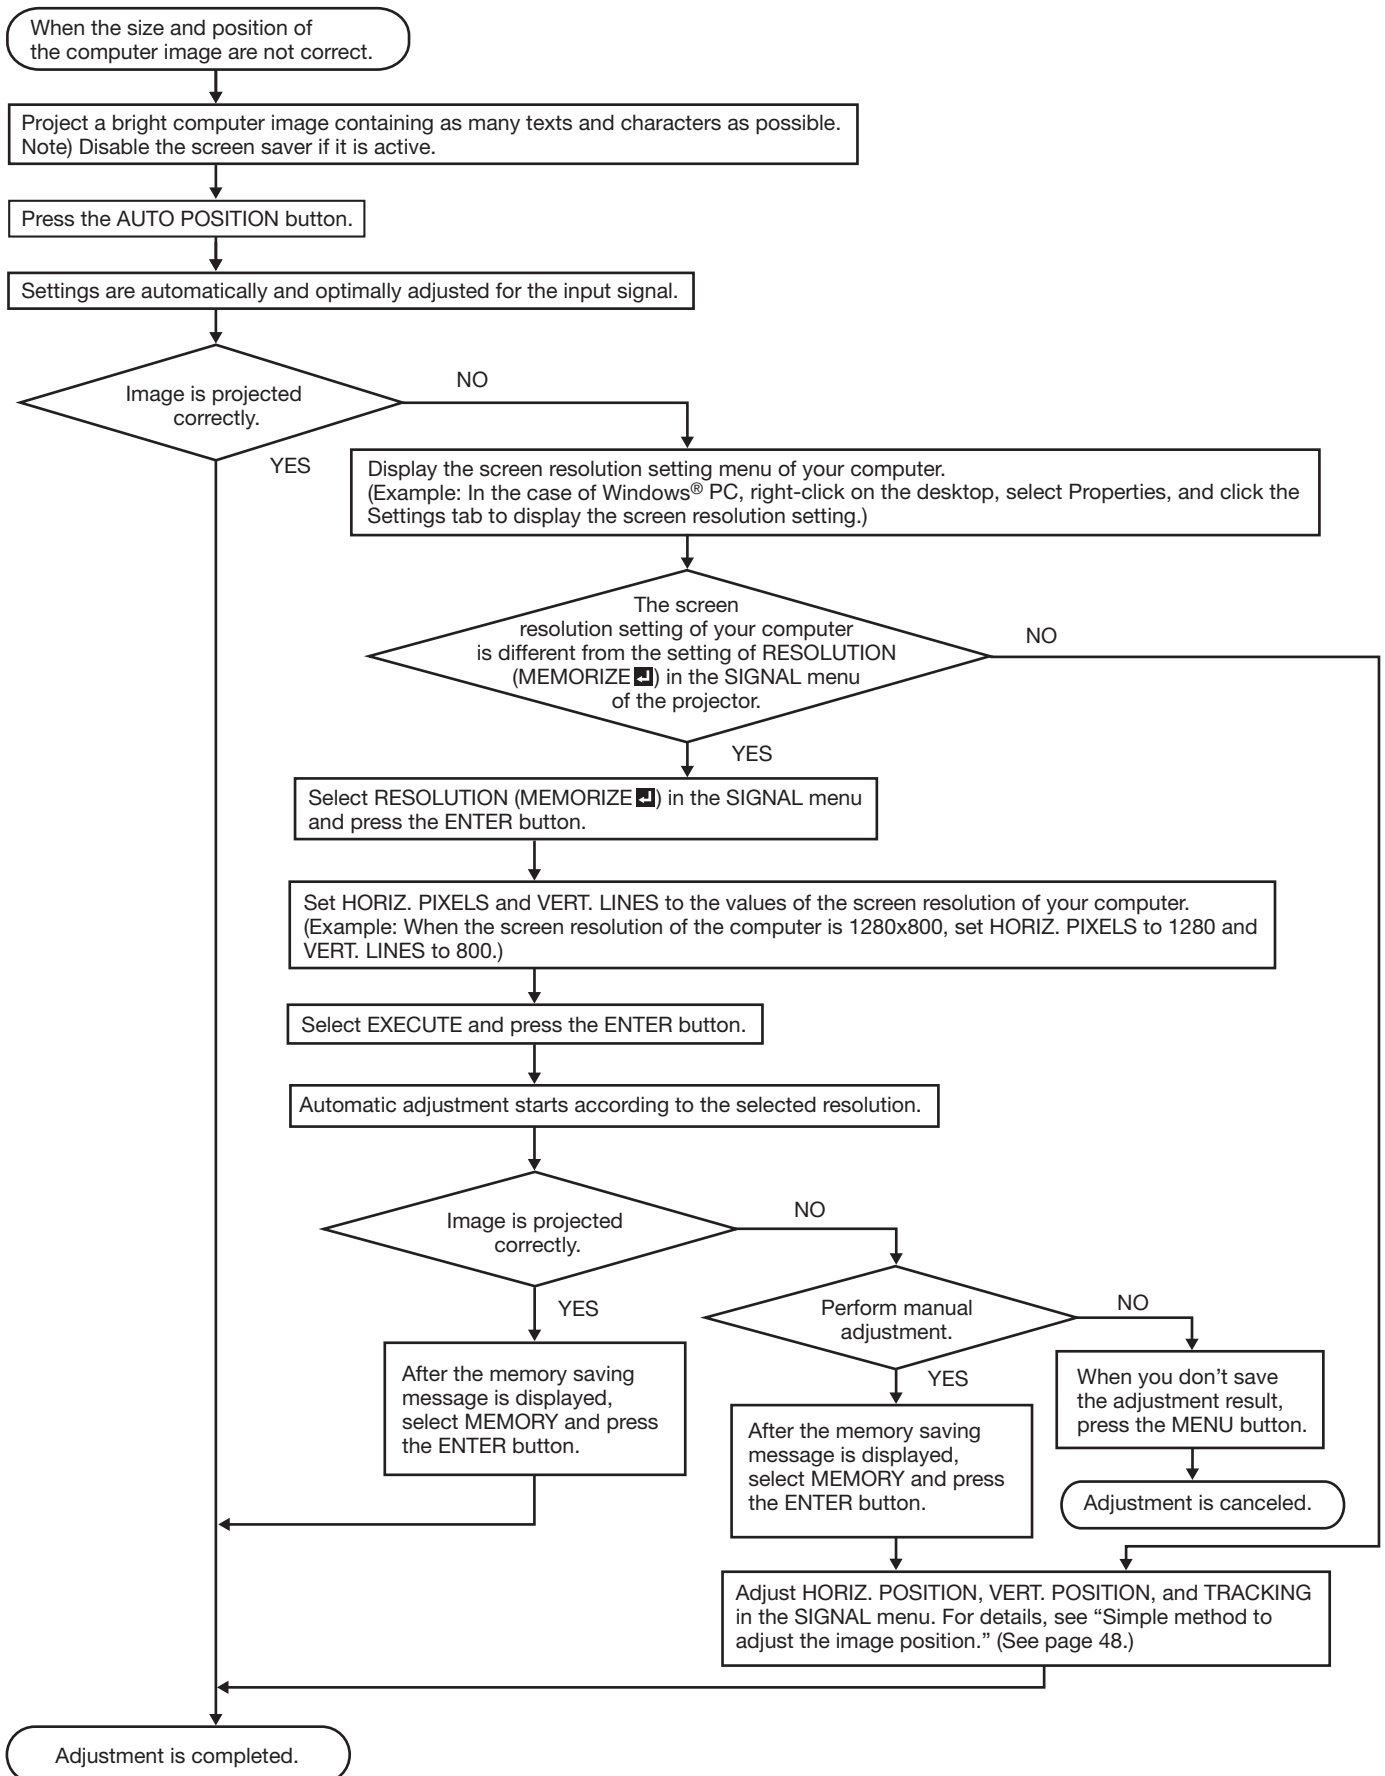 When the size and position of
the computer image are not correct.
Project a bright computer image containing as many texts and characters as possible.
Note) Disable the screen saver if it is active.
Press the AUTO POSITION button.
Settings are automatically and optimally adjusted for the input signal.
Image is projected
correctly.
NO
YES
Display the screen resolution setting menu of your computer.
(Example: In the case of Windows® PC, right-click on the desktop, select Properties, and click the
Settings tab to display the screen resolution setting.)
The screen
resolution setting of your computer
is different from the setting of RESOLUTION
(MEMORIZE↵) in the SIGNAL menu
of the projector.
NO
YES
Select RESOLUTION (MEMORIZE↵) in the SIGNAL menu
and press the ENTER button.
Set HORIZ. PIXELS and VERT. LINES to the values of the screen resolution of your computer.
(Example: When the screen resolution of the computer is 1280x800, set HORIZ. PIXELS to 1280 and
VERT. LINES to 800.)
Select EXECUTE and press the ENTER button.
Automatic adjustment starts according to the selected resolution.
Image is projected
correctly.
NO
YES
Perform manual
adjustment.
NO
YES
After the memory saving
message is displayed,
select MEMORY and press
the ENTER button.
After the memory saving
message is displayed,
select MEMORY and press
the ENTER button.
When you don’t save
the adjustment result,
press the MENU button.
Adjustment is canceled.
Adjust HORIZ. POSITION, VERT. POSITION, and TRACKING
in the SIGNAL menu. For details, see “Simple method to
adjust the image position.” (See page 48.)
Adjustment is completed.